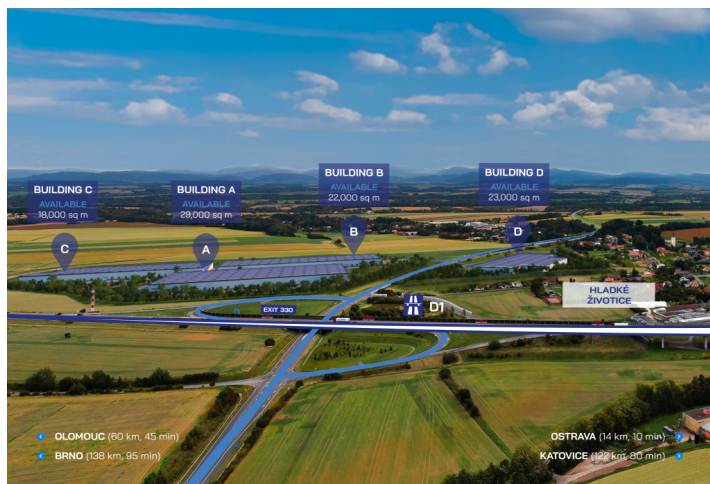 BUILDING C
AVAILABLE
18,000 sq m
BUILDING A
AVAILABLE
29,000 sq m
BUILDING B
AVAILABLE
22,000 sq m
BUILDING D
AVAILABLE
23,000 sq m
C
A
B
D
EXIT 330
D1
HLADKÉ
ŽIVOTICE
OLOMOUC (60 km, 45 min)
BRNO (138 km, 95 min)
OSTRAVA (14 km, 10 min)
KATOVICE (122 km, 80 min)